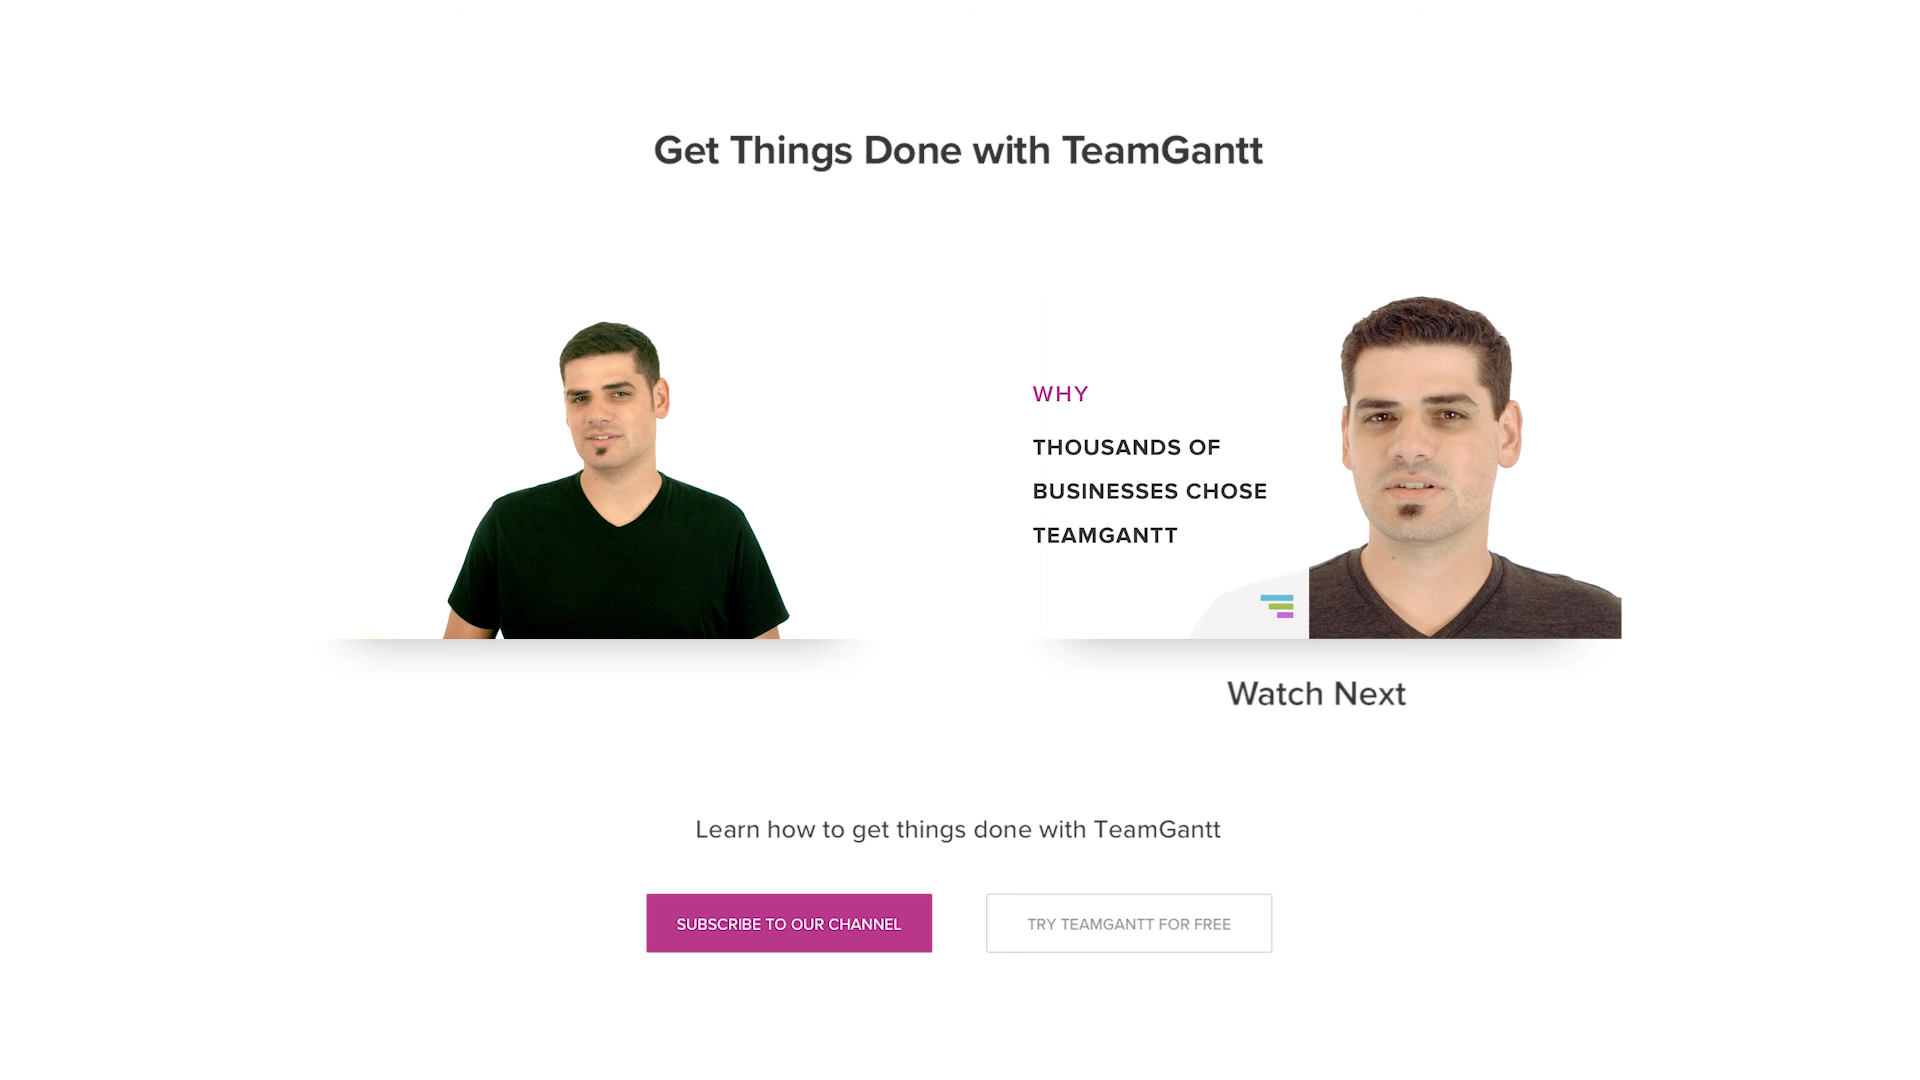 Get Things Done with TeamGantt
WHY
THOUSANDS OF
BUSINESSES CHOSE
TEAMGANTT
Watch Next
Learn how to get things done with TeamGantt
SUBSCRIBE TO OUR CHANNEL
TRY TEAMGANTT FOR FREE